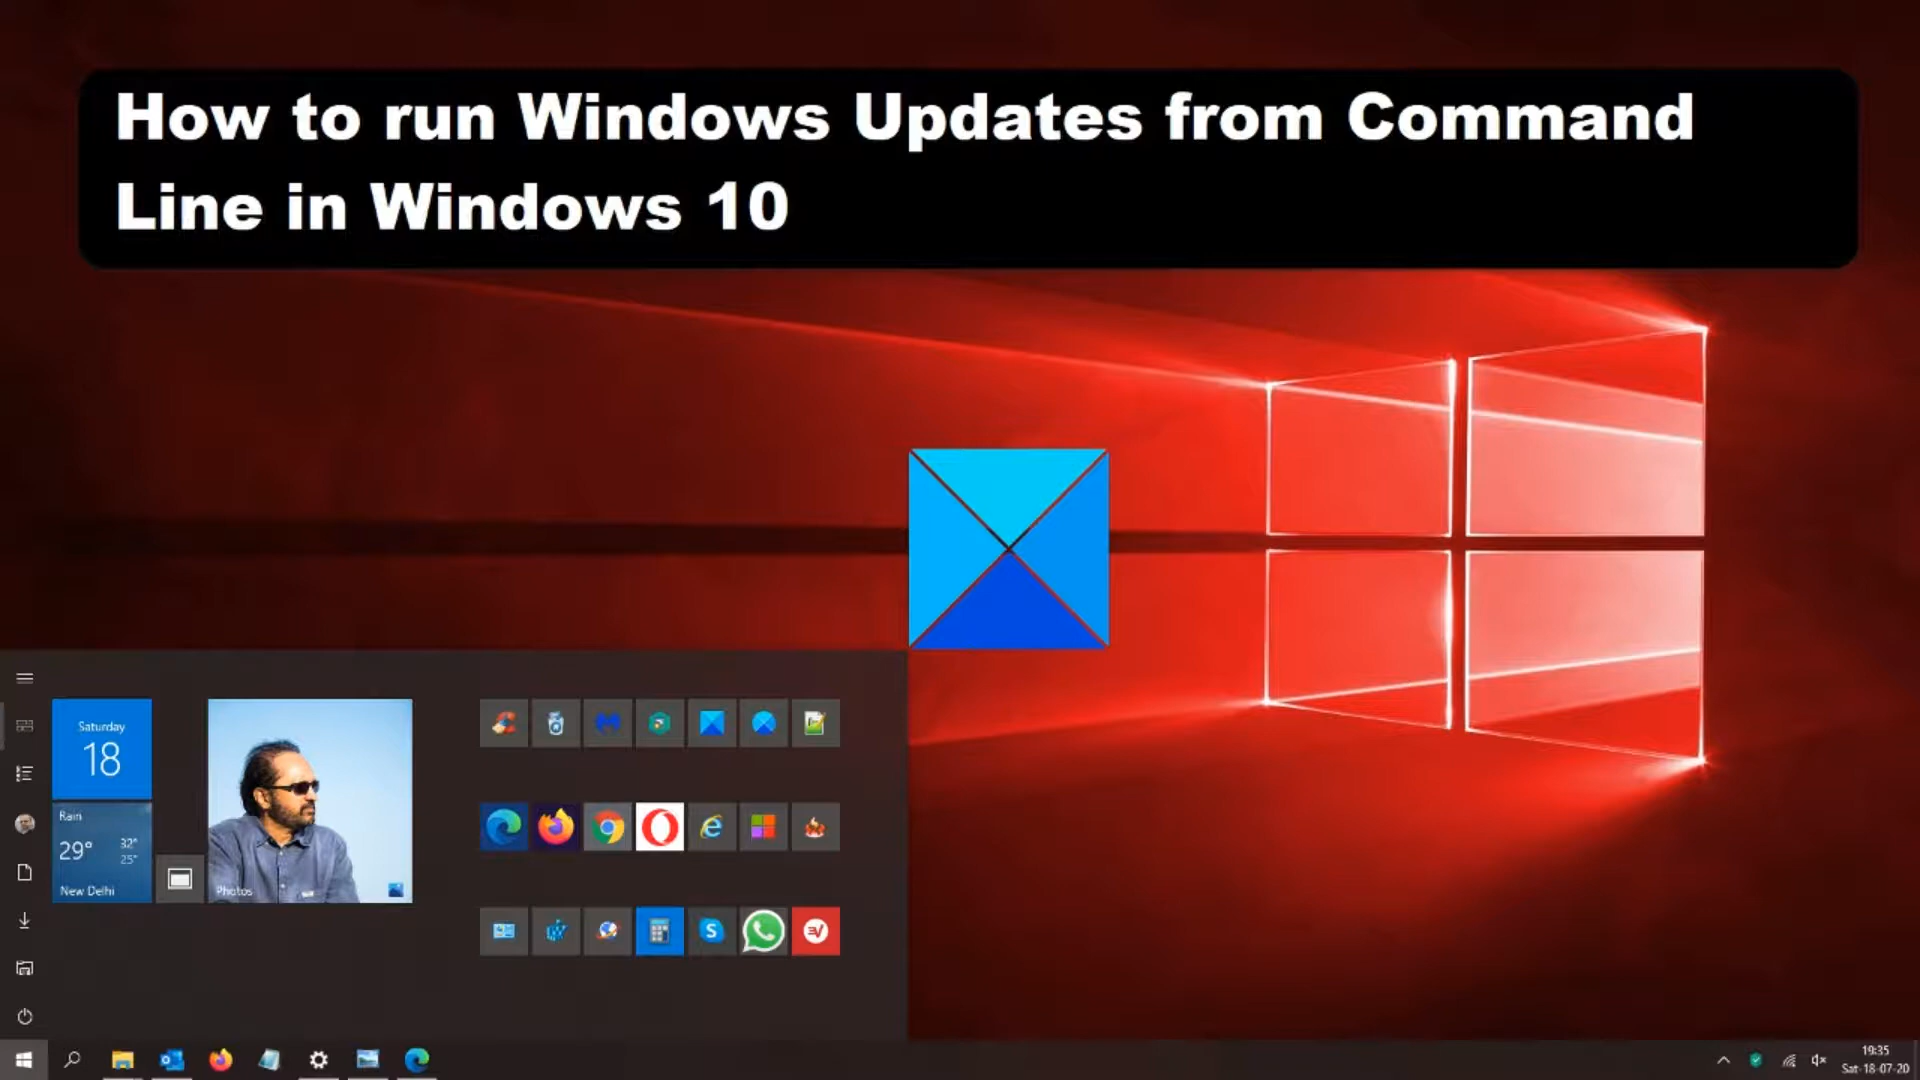 How to run Windows Updates from Command
Line in Windows 10
Saturday
18
Rain
29°
32°
25°
New Delhi
Photos
19:35
Sat-18-07-20